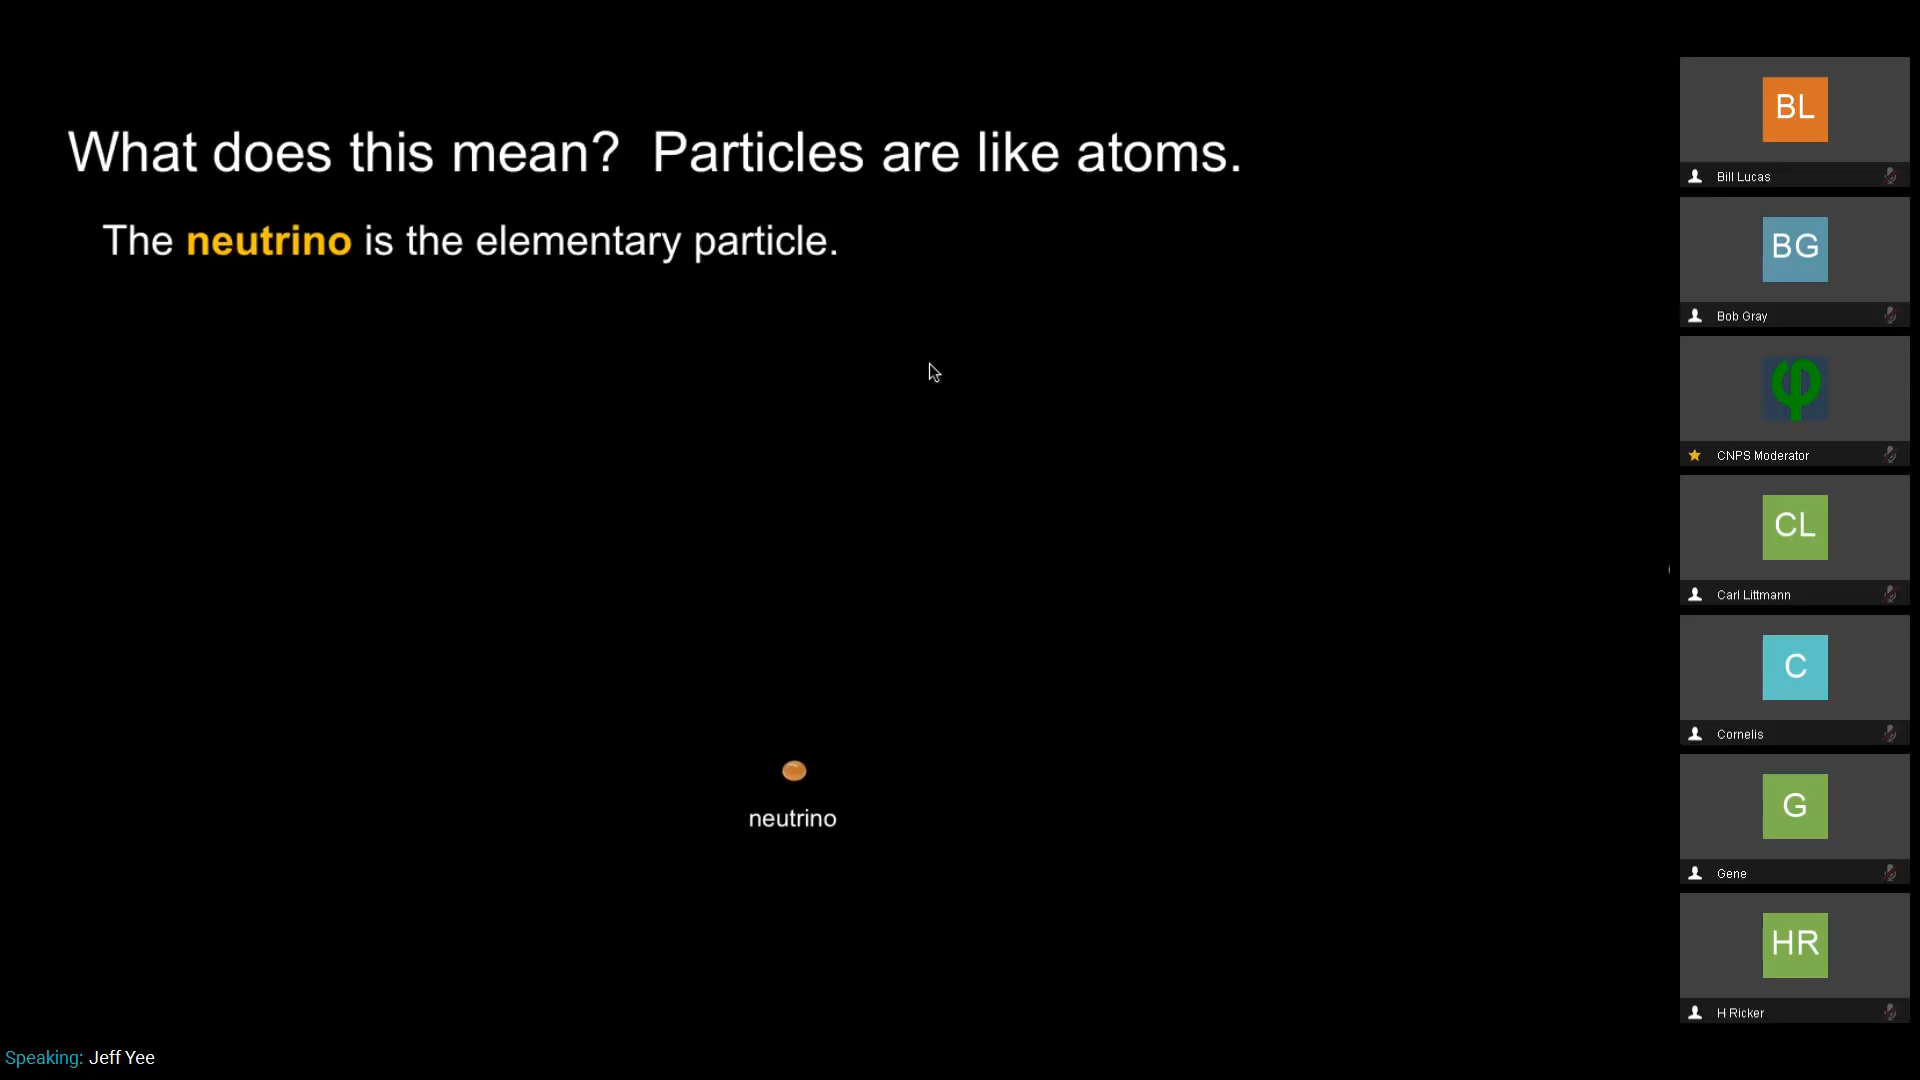 What does this mean? Particles are like atoms.
The neutrino is the elementary particle.
neutrino
BL
Bill Lucas
BG
Bob Gray
φ
CNPS Moderator
CL
Carl Littmann
C
Cornelis
G
Gene
HR
H Ricker
Speaking: Jeff Yee